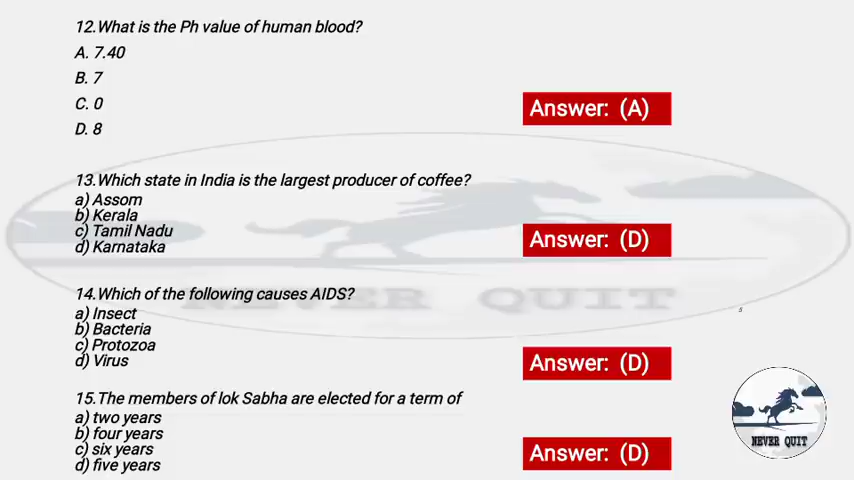 12.What is the Ph value of human blood?
A. 7.40
B. 7
C. 0
D. 8
Answer: (A)
13.Which state in India is the largest producer of coffee?
a) Assom
b) Kerala
c) Tamil Nadu
d) Karnataka
Answer: (D)
NEVER QUIT
14.Which of the following causes AIDS?
a) Insect
b) Bacteria
c) Protozoa
d) Virus
Answer: (D)
5
15.The members of lok Sabha are elected for a term of
a) two years
b) four years
c) six years
d) five years
Answer: (D)
NEVER QUIT